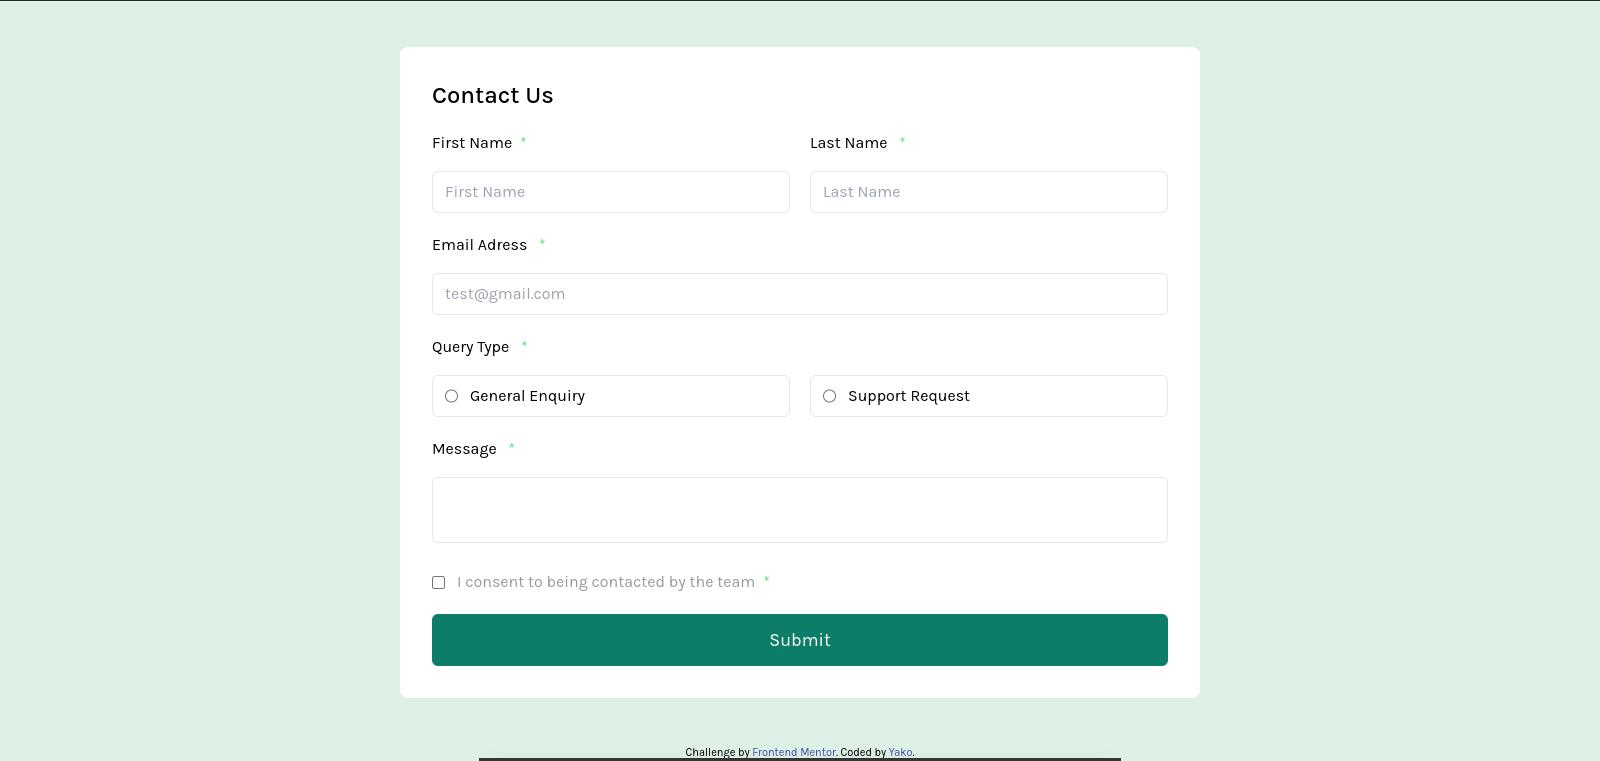 Contact Us
First Name *
Last Name *
First Name
Last Name
Email Adress *
test@gmail.com
Query Type *
General Enquiry
Support Request
Message *
I consent to being contacted by the team *
Submit
Challenge by Frontend Mentor. Coded by Yako.